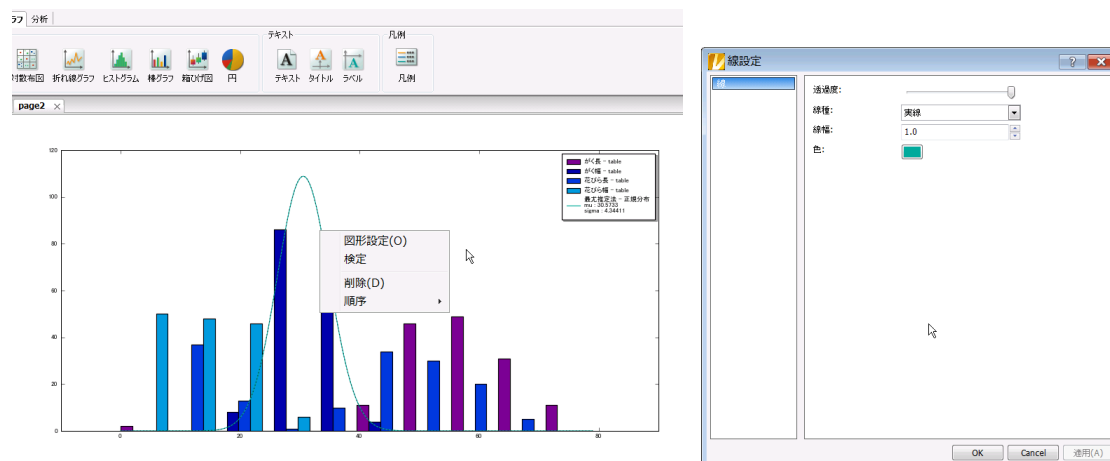 ラフ 分析
テキスト 凡例
対散布図 折れ線グラフ ヒストグラム 棒グラフ 箱ひげ図 円 テキスト タイトル ラベル 凡例
page2 ×
120
100
80
60
40
20
0
0 20 40 60 80
がく長 - table
がく幅 - table
花びら長 - table
花びら幅 - table
最尤推定法 - 正規分布
mu : 30.5733
sigma : 4.34411
図形設定(O)
検定
削除(D)
順序
線設定
線
透過度:
線種: 実線
線幅: 1.0
色:
OK Cancel 適用(A)